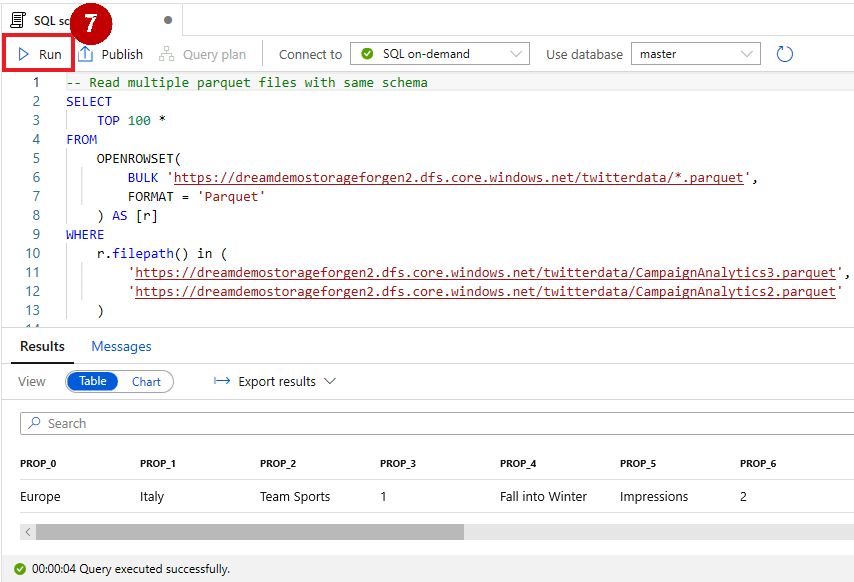 SQL sc
7
Run Publish Query plan Connect to SQL on-demand Use database master
1 -- Read multiple parquet files with same schema
2 SELECT
3 TOP 100 *
4 FROM
5 OPENROWSET(
6 BULK 'https://dreamdemostorageforgen2.dfs.core.windows.net/twitterdata/*.parquet',
7 FORMAT = 'Parquet'
8 ) AS [r]
9 WHERE
10 r.filepath() in (
11 'https://dreamdemostorageforgen2.dfs.core.windows.net/twitterdata/CampaignAnalytics3.parquet',
12 'https://dreamdemostorageforgen2.dfs.core.windows.net/twitterdata/CampaignAnalytics2.parquet'
13 )
Results Messages
View Table Chart Export results
Search
PROP_0 PROP_1 PROP_2 PROP_3 PROP_4 PROP_5 PROP_6
Europe Italy Team Sports 1 Fall into Winter Impressions 2
00:00:04 Query executed successfully.